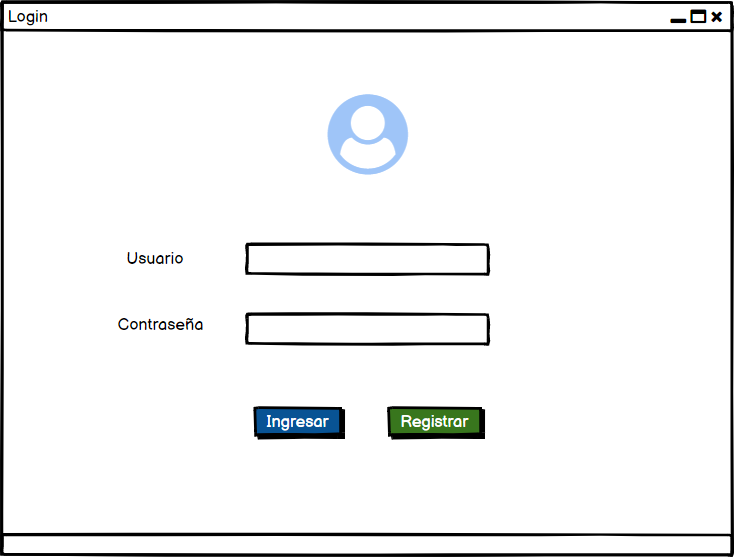 Login
Usuario
Contraseña
Ingresar
Registrar